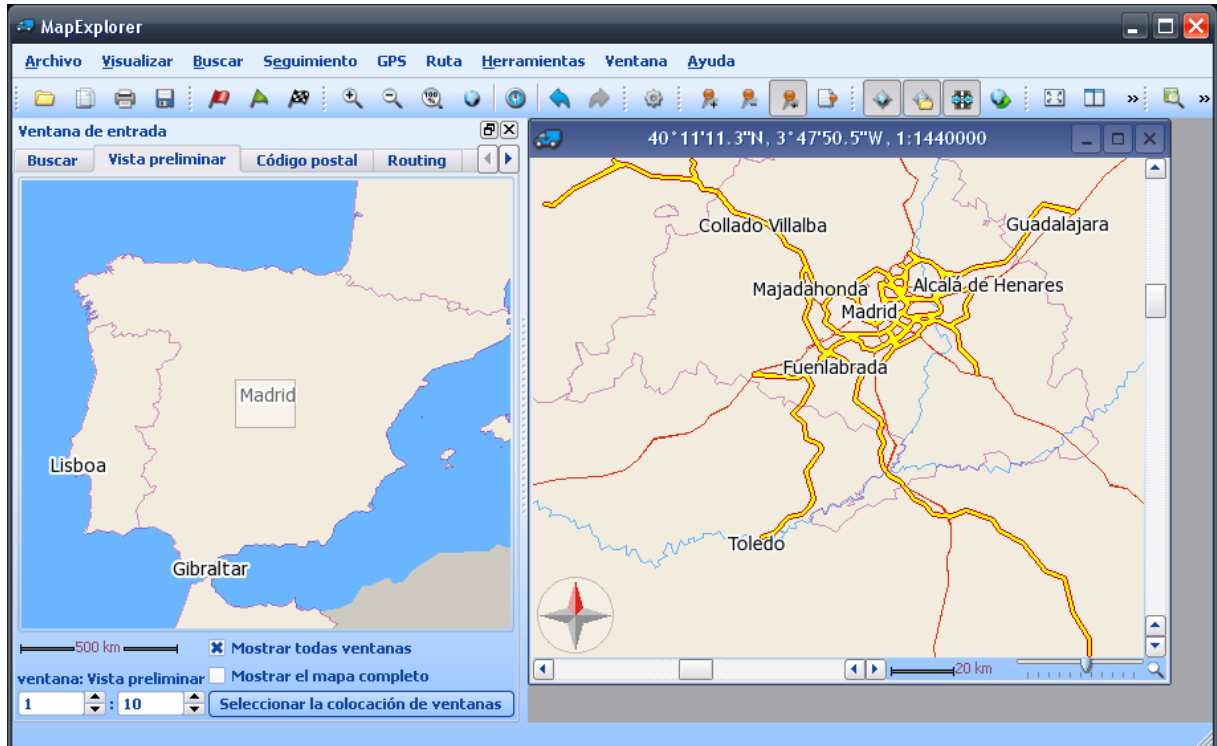 MapExplorer
Archivo Visualizar Buscar Seguimiento GPS Ruta Herramientas Ventana Ayuda
100 %
»
»
Ventana de entrada
Buscar Vista preliminar Código postal Routing
Madrid
Lisboa
Gibraltar
500 km
Mostrar todas ventanas
ventana: Vista preliminar
Mostrar el mapa completo
1 : 10
Seleccionar la colocación de ventanas
40°11'11.3"N, 3°47'50.5"W, 1:1440000
Collado Villalba
Guadalajara
Majadahonda
Alcalá de Henares
Madrid
Fuenlabrada
Toledo
20 km